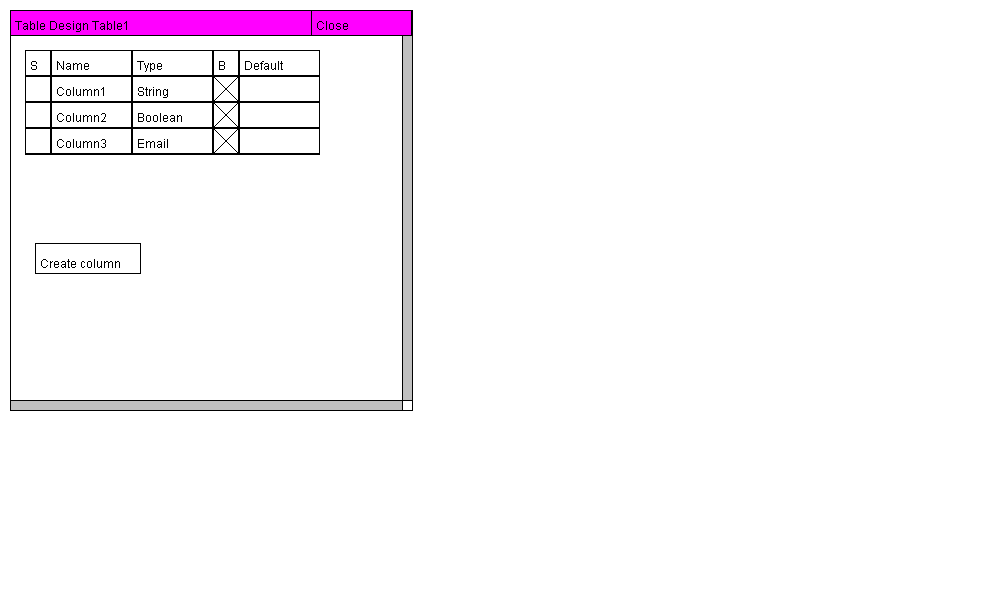 Table Design Table1 Close
S Name Type B Default
Column1 String
Column2 Boolean
Column3 Email
Create column